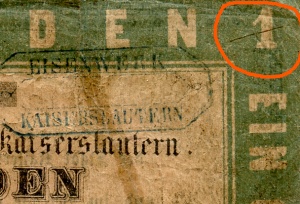 DEN 1
EISENWERK
KAISERSLAUTERN
Kaiserslautern.
DEN
EIN